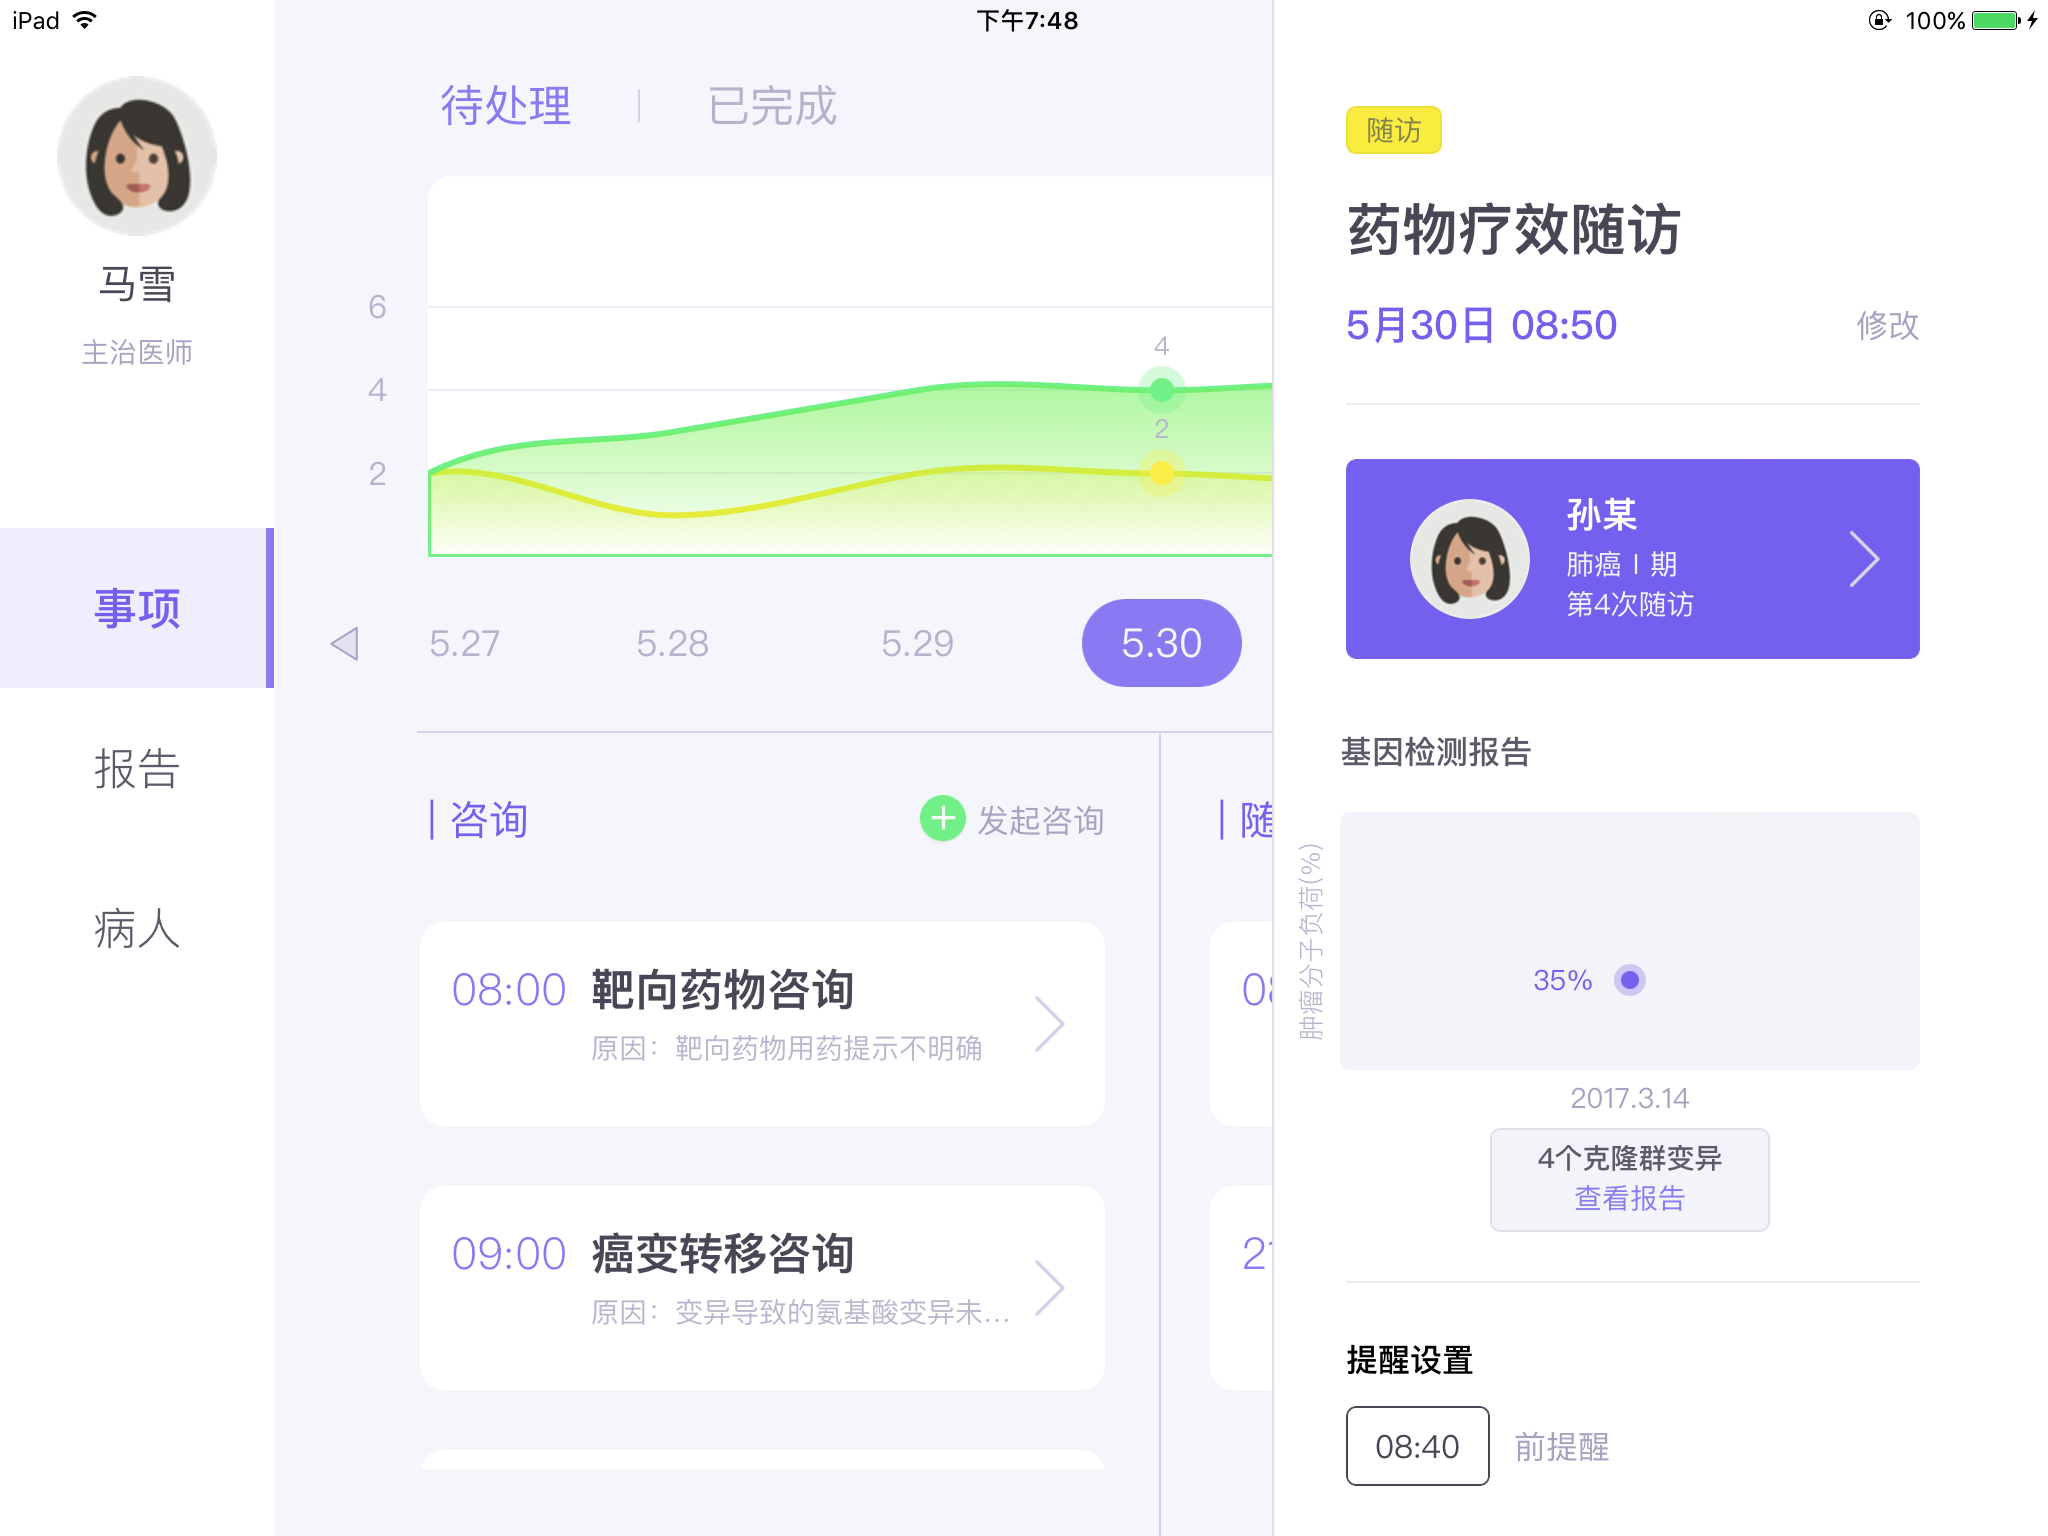 iPad
下午7:48
100%
马雪
主治医师
事项
报告
病人
待处理
已完成
6
4
2
4
2
5.27
5.28
5.29
5.30
咨询
发起咨询
08:00 靶向药物咨询
原因：靶向药物用药提示不明确
09:00 癌变转移咨询
原因：变异导致的氨基酸变异未...
随
随访
药物疗效随访
5月30日 08:50
修改
孙某
肺癌 I 期
第4次随访
基因检测报告
肿瘤分子负荷(%)
35%
2017.3.14
4个克隆群变异
查看报告
提醒设置
08:40 前提醒